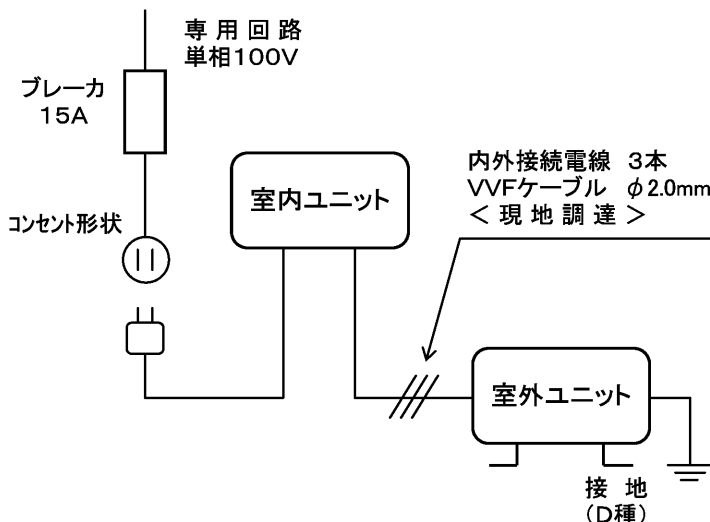 専用回路
単相100V
ブレーカ
15A
コンセント形状
室内ユニット
内外接続電線 3本
VVFケーブル φ2.0mm
＜現地調達＞
室外ユニット
接地
(D種)